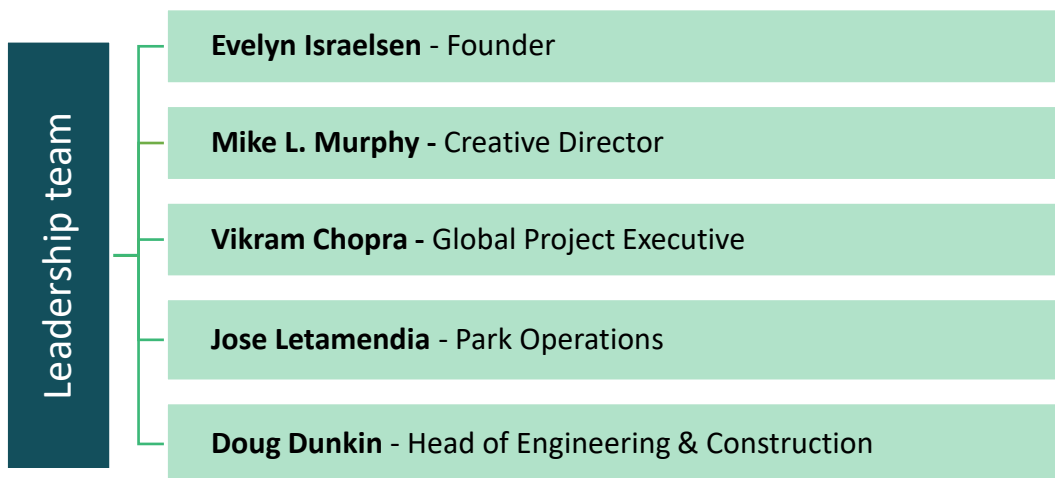 Leadership team
Evelyn Israelsen - Founder
Mike L. Murphy - Creative Director
Vikram Chopra - Global Project Executive
Jose Letamendia - Park Operations
Doug Dunkin - Head of Engineering & Construction